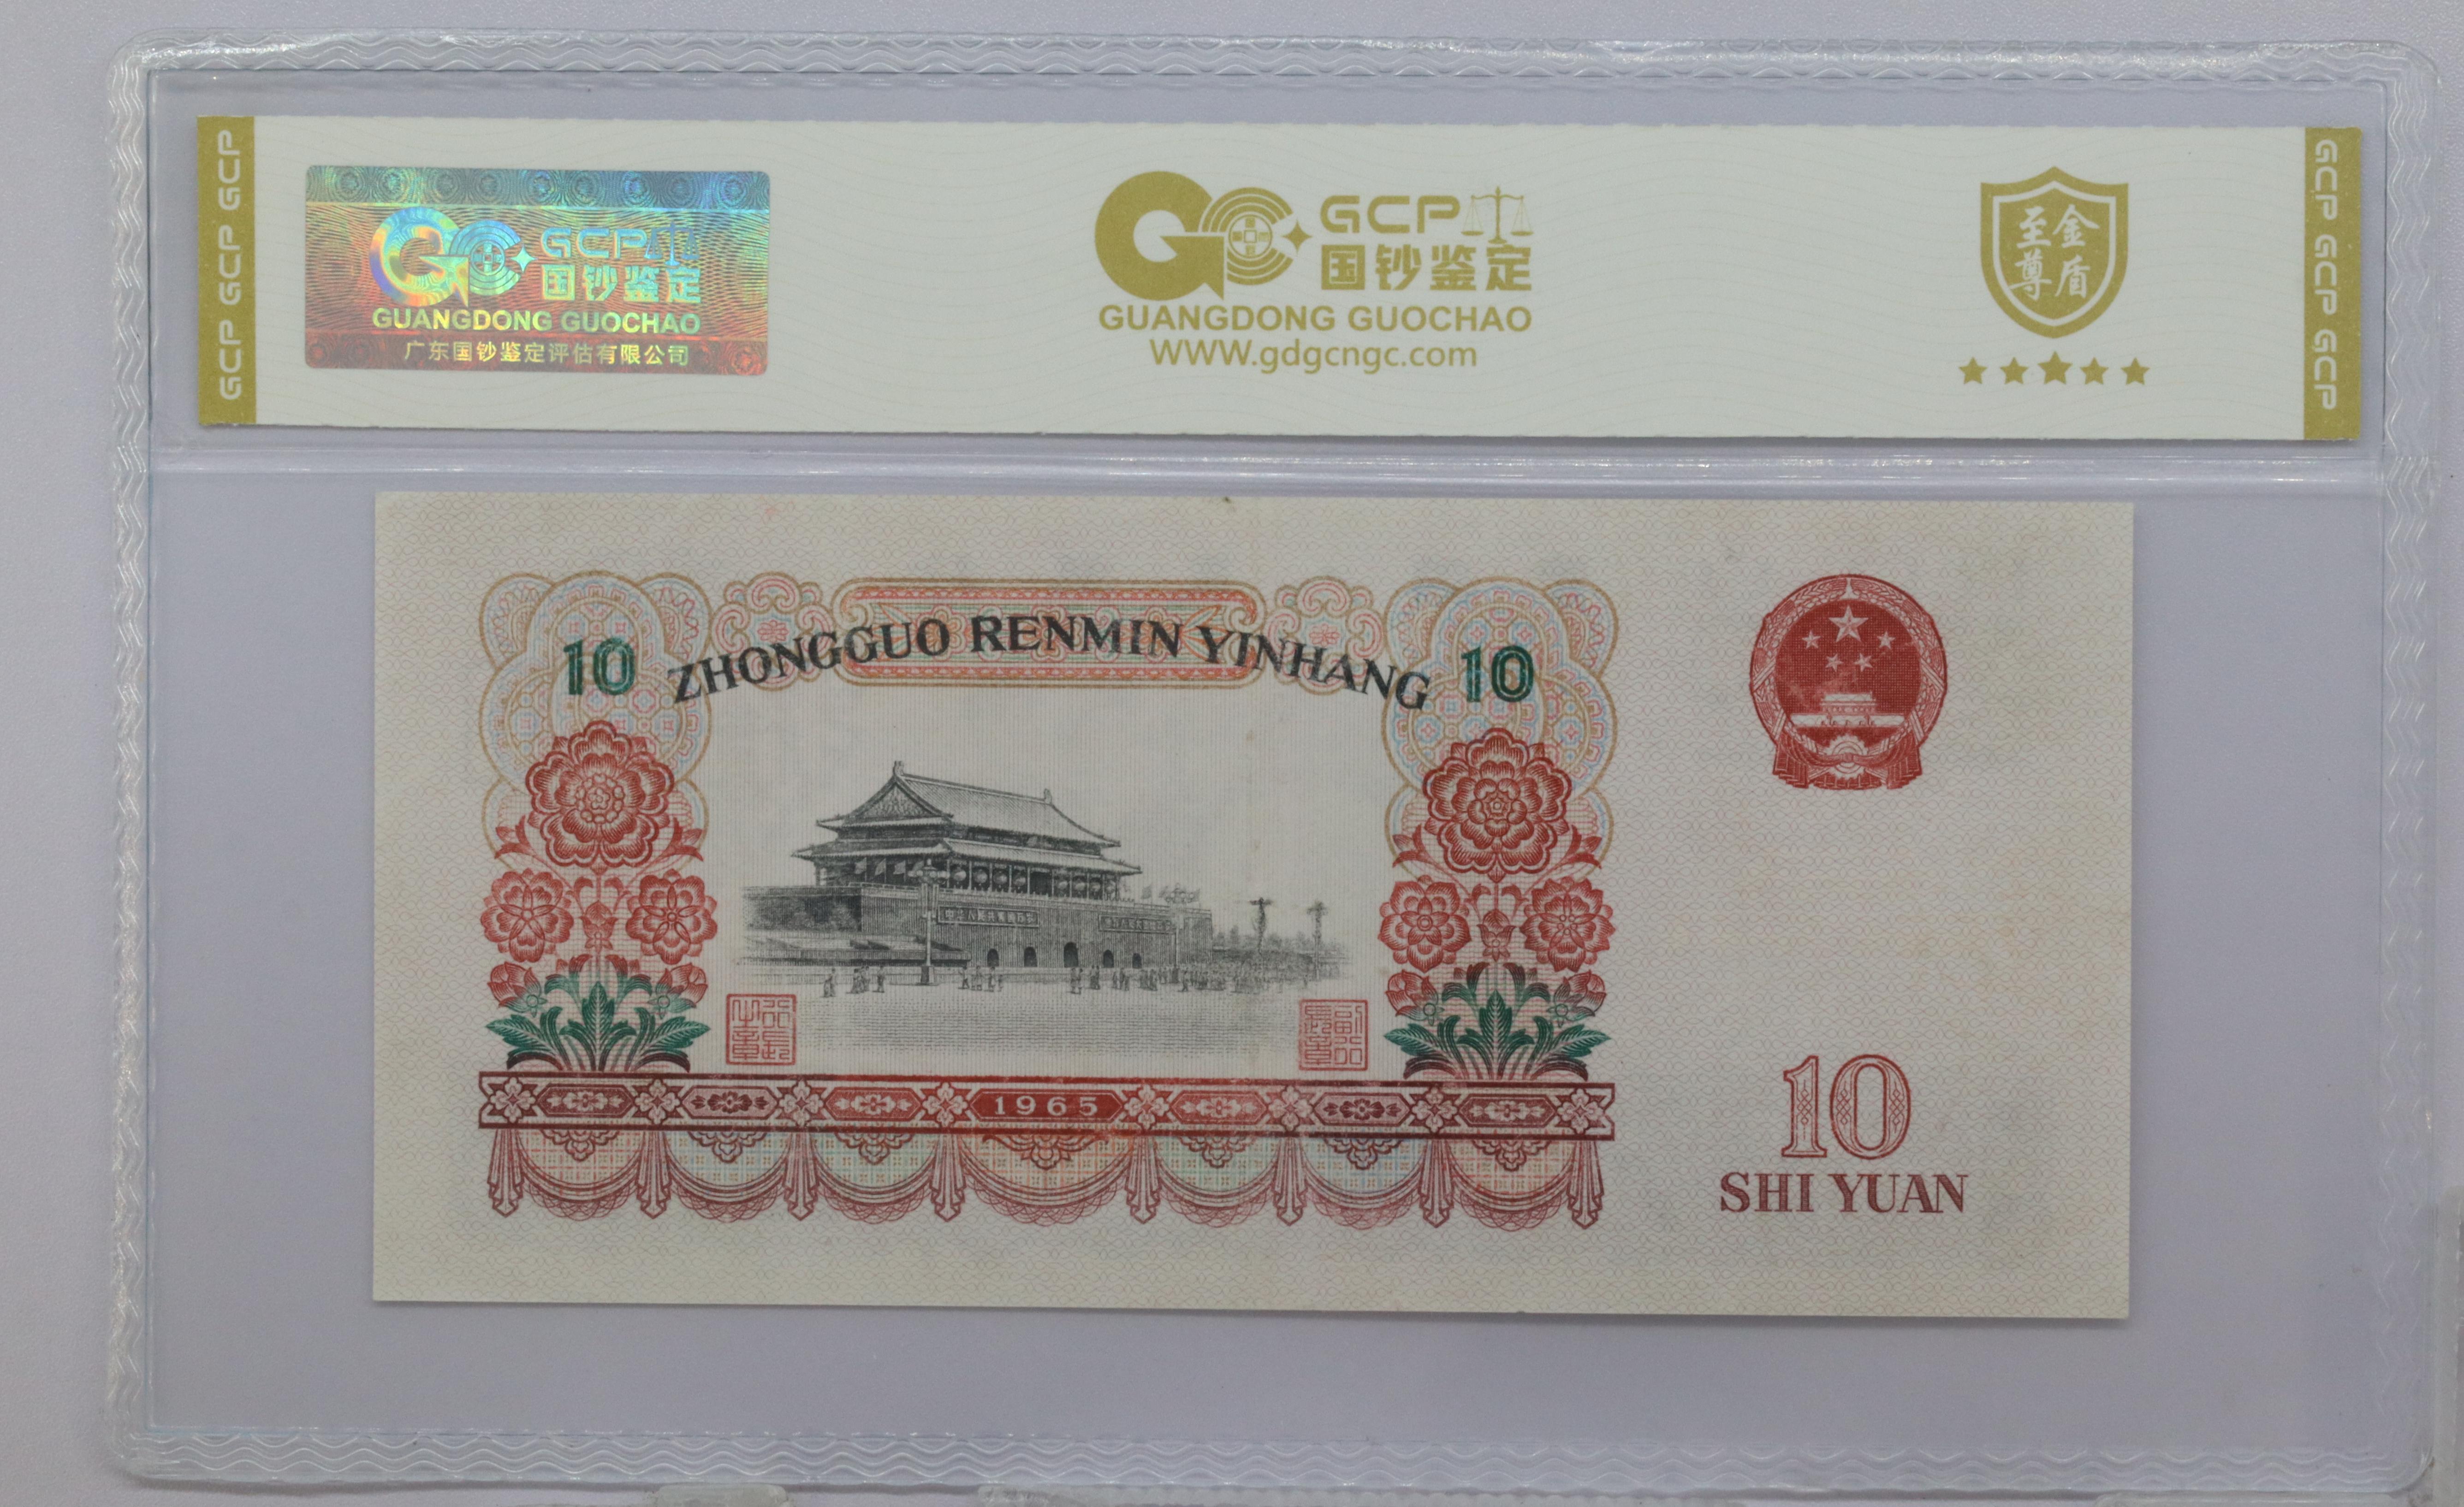 GCP GCP GCP
GCP
国钞鉴定
GUANGDONG GUOCHAO
广东国钞鉴定评估有限公司
GCP
国钞鉴定
GUANGDONG GUOCHAO
www.gdgcngc.com
至尊
金盾
GCP GCP GCP
10
ZHONGGUO RENMIN YINHANG
10
1965
10
SHI YUAN